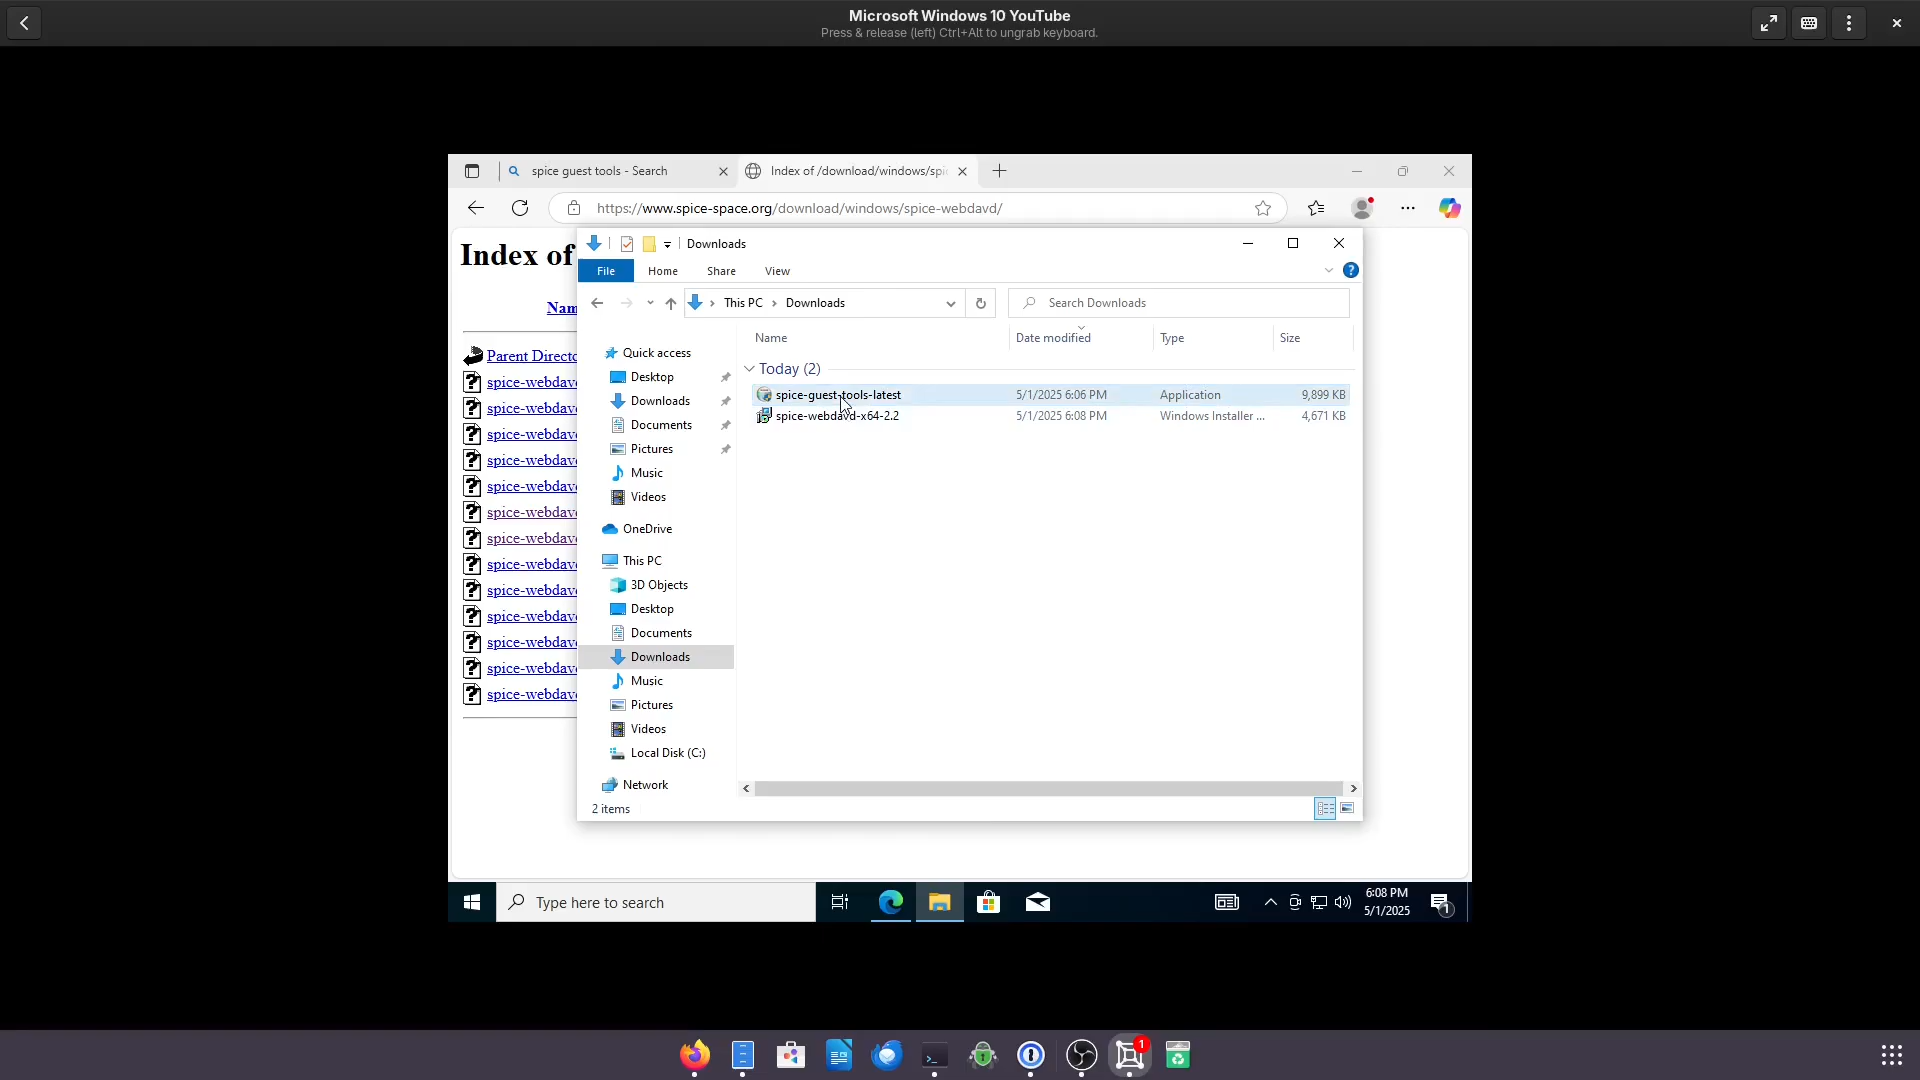 Microsoft Windows 10 YouTube
Press & release (left) Ctrl+Alt to ungrab keyboard.
spice guest tools - Search
Index of /download/windows/spi
https://www.spice-space.org/download/windows/spice-webdavd/
Index of
Downloads
File Home Share View
This PC > Downloads
Search Downloads
Nam
Name Date modified Type Size
Parent Directo
spice-webdav
spice-webdav
spice-webdav
spice-webdav
spice-webdav
spice-webdav
spice-webdav
spice-webdav
spice-webdav
spice-webdav
spice-webdav
spice-webdav
spice-webdav
Quick access
Desktop
Downloads
Documents
Pictures
Music
Videos
OneDrive
This PC
3D Objects
Desktop
Documents
Downloads
Music
Pictures
Videos
Local Disk (C:)
Network
Today (2)
spice-guest-tools-latest 5/1/2025 6:06 PM Application 9,899 KB
spice-webdavd-x64-2.2 5/1/2025 6:08 PM Windows Installer ... 4,671 KB
2 items
Type here to search
6:08 PM
5/1/2025
1
1